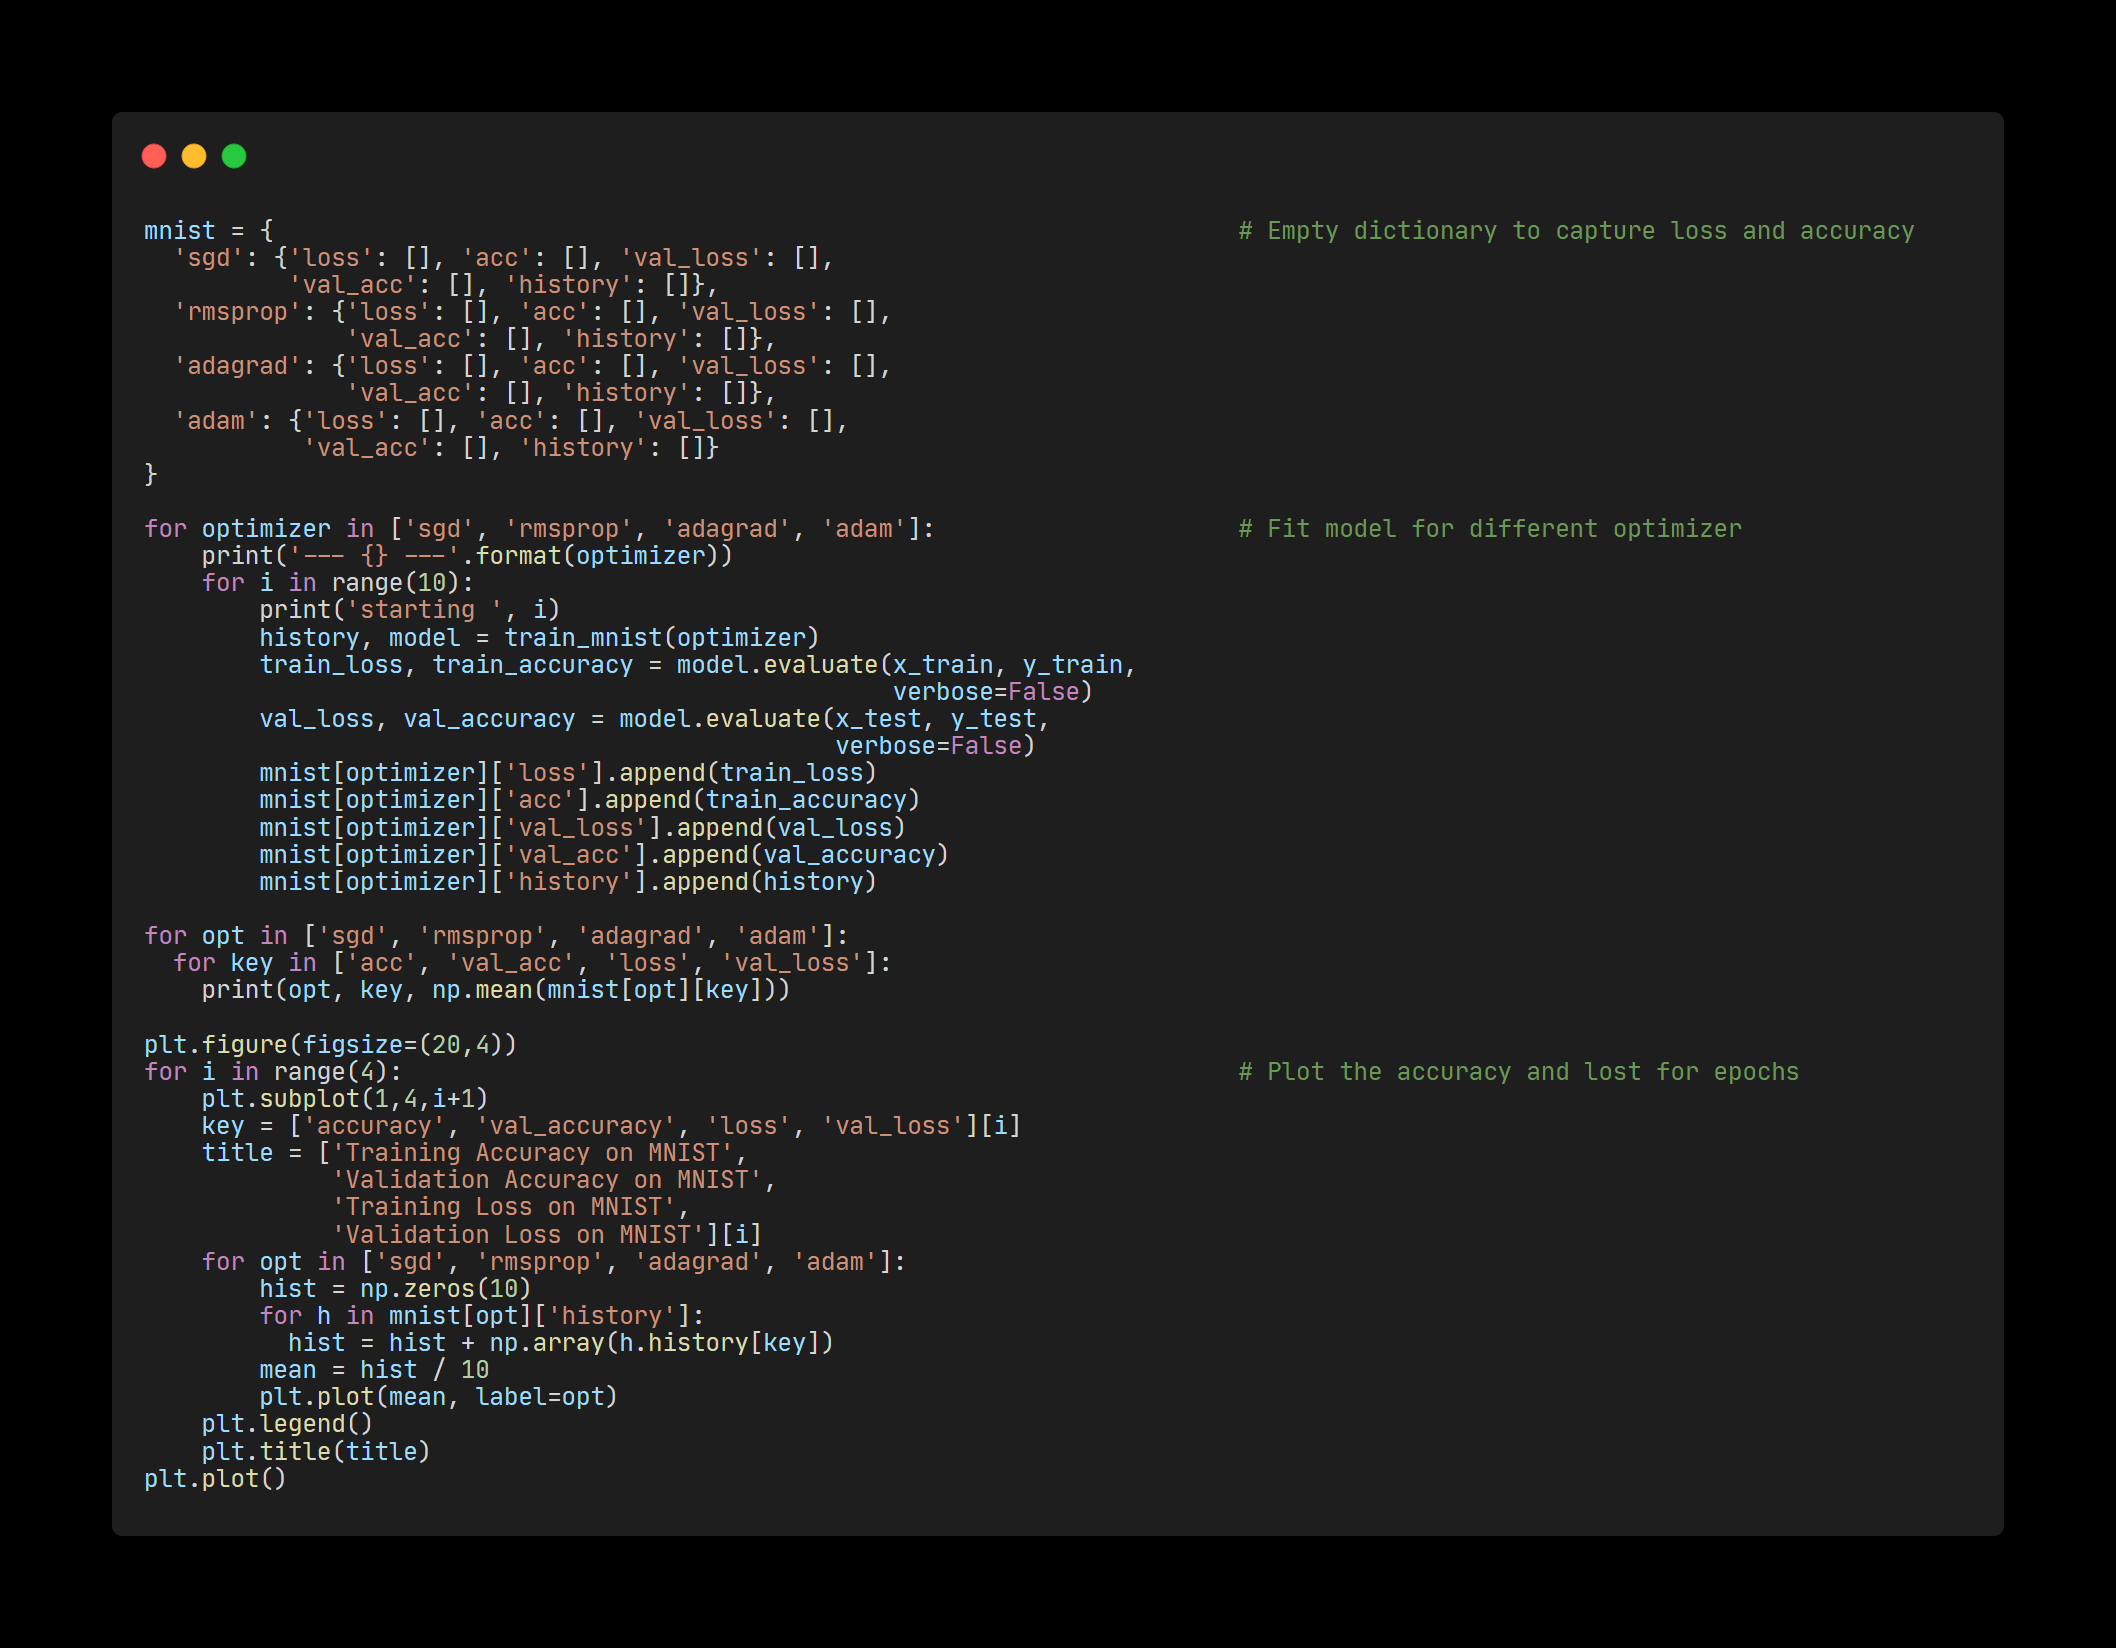 mnist = {                                                                   # Empty dictionary to capture loss and accuracy
  'sgd': {'loss': [], 'acc': [], 'val_loss': [],
          'val_acc': [], 'history': []},
  'rmsprop': {'loss': [], 'acc': [], 'val_loss': [],
              'val_acc': [], 'history': []},
  'adagrad': {'loss': [], 'acc': [], 'val_loss': [],
              'val_acc': [], 'history': []},
  'adam': {'loss': [], 'acc': [], 'val_loss': [],
           'val_acc': [], 'history': []}
}

for optimizer in ['sgd', 'rmsprop', 'adagrad', 'adam']:                     # Fit model for different optimizer
    print('--- {} ---'.format(optimizer))
    for i in range(10):
        print('starting ', i)
        history, model = train_mnist(optimizer)
        train_loss, train_accuracy = model.evaluate(x_train, y_train,
                                                    verbose=False)
        val_loss, val_accuracy = model.evaluate(x_test, y_test,
                                                verbose=False)
        mnist[optimizer]['loss'].append(train_loss)
        mnist[optimizer]['acc'].append(train_accuracy)
        mnist[optimizer]['val_loss'].append(val_loss)
        mnist[optimizer]['val_acc'].append(val_accuracy)
        mnist[optimizer]['history'].append(history)

for opt in ['sgd', 'rmsprop', 'adagrad', 'adam']:
  for key in ['acc', 'val_acc', 'loss', 'val_loss']:
    print(opt, key, np.mean(mnist[opt][key]))

plt.figure(figsize=(20,4))
for i in range(4):                                                          # Plot the accuracy and lost for epochs
    plt.subplot(1,4,i+1)
    key = ['accuracy', 'val_accuracy', 'loss', 'val_loss'][i]
    title = ['Training Accuracy on MNIST',
             'Validation Accuracy on MNIST',
             'Training Loss on MNIST',
             'Validation Loss on MNIST'][i]
    for opt in ['sgd', 'rmsprop', 'adagrad', 'adam']:
        hist = np.zeros(10)
        for h in mnist[opt]['history']:
          hist = hist + np.array(h.history[key])
        mean = hist / 10
        plt.plot(mean, label=opt)
    plt.legend()
    plt.title(title)
plt.plot()